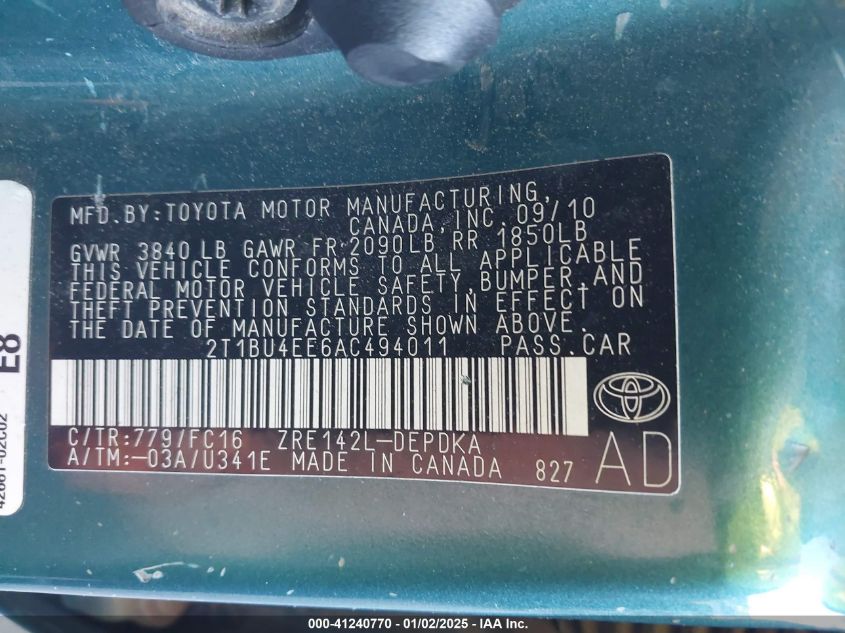 MFD.BY:TOYOTA MOTOR MANUFACTURING,
CANADA,INC.09/10
GVWR 3840LB GAWR FR 2090LB RR 1850LB
THIS VEHICLE CONFORMS TO ALL APPLICABLE
FEDERAL MOTOR VEHICLE SAFETY,BUMPER,AND
THEFT PREVENTION STANDARDS IN EFFECT ON
THE DATE OF MANUFACTURE SHOWN ABOVE.
2T1BU4EE6AC494011 PASS.CAR
C/TR:779/FC16 ZRE142L-DEPDKA
A/TM:-03A/U341E MADE IN CANADA 827
AD
E8
42661-02C02
000-41240770 - 01/02/2025 - IAA Inc.